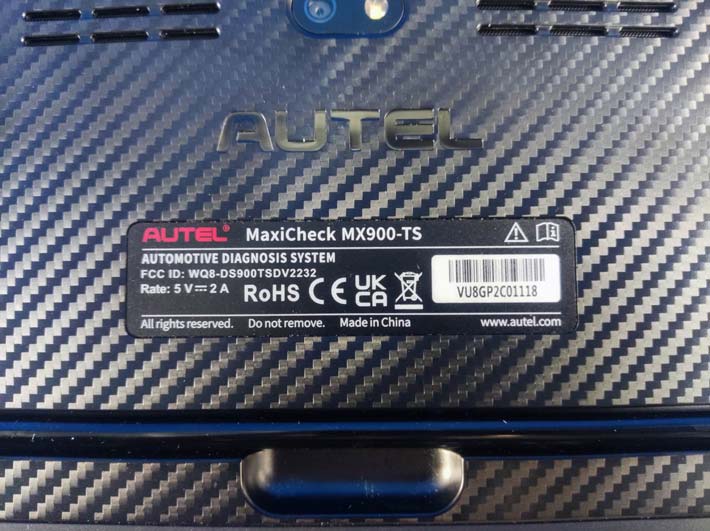 AUTEL
AUTEL® MaxiCheck MX900-TS
AUTOMOTIVE DIAGNOSIS SYSTEM
FCC ID: WQ8-DS900TSDV2232
Rate: 5 V⎓2 A RoHS CE UK CA
VU8GP2C01118
All rights reserved. Do not remove. Made in China www.autel.com